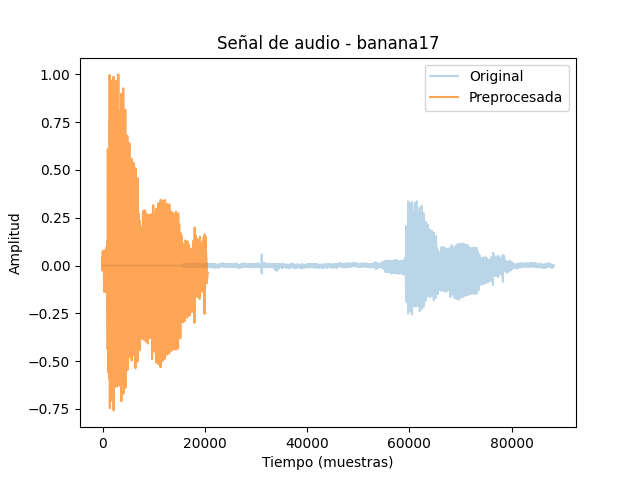 Señal de audio - banana17
Original
Preprocesada
1.00
0.75
0.50
0.25
0.00
−0.25
−0.50
−0.75
Amplitud
0
20000
40000
60000
80000
Tiempo (muestras)